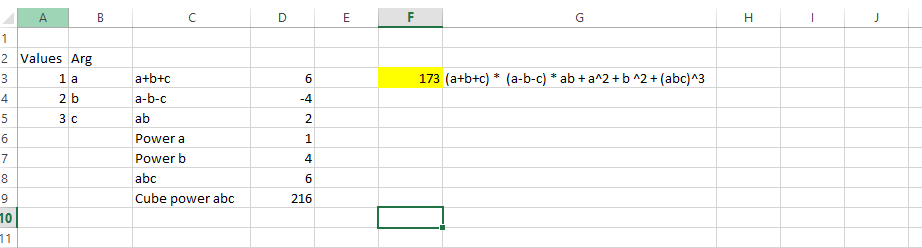 A B C D E F G H I J
1
2 Values Arg
3 1 a a+b+c 6 173 (a+b+c) * (a-b-c) * ab + a^2 + b ^2 + (abc)^3
4 2 b a-b-c -4
5 3 c ab 2
6 Power a 1
7 Power b 4
8 abc 6
9 Cube power abc 216
10
11